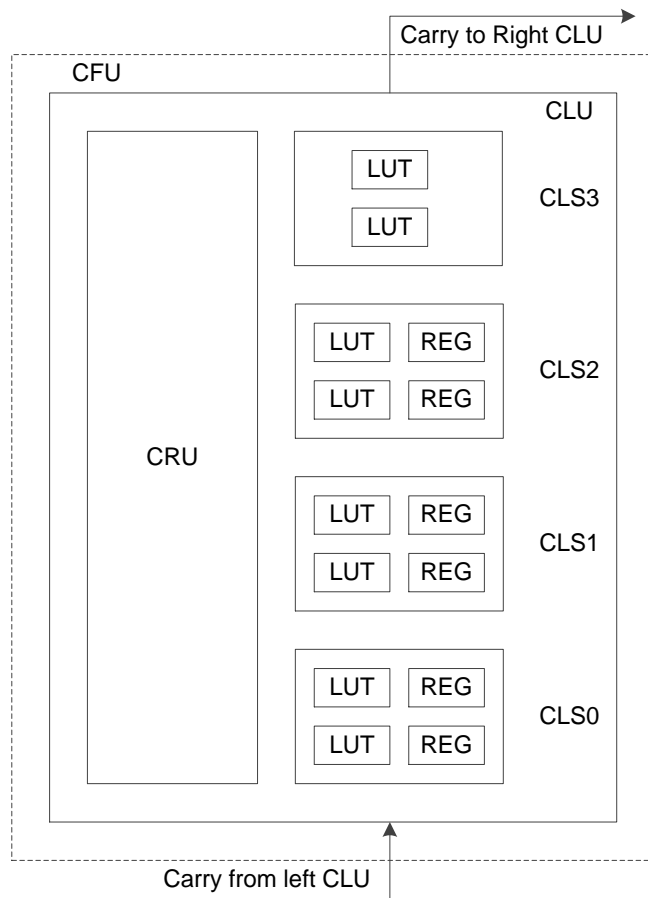 Carry to Right CLU
CFU
CLU
LUT
CLS3
LUT
LUT REG
CLS2
LUT REG
CRU
LUT REG
CLS1
LUT REG
LUT REG
CLS0
LUT REG
Carry from left CLU